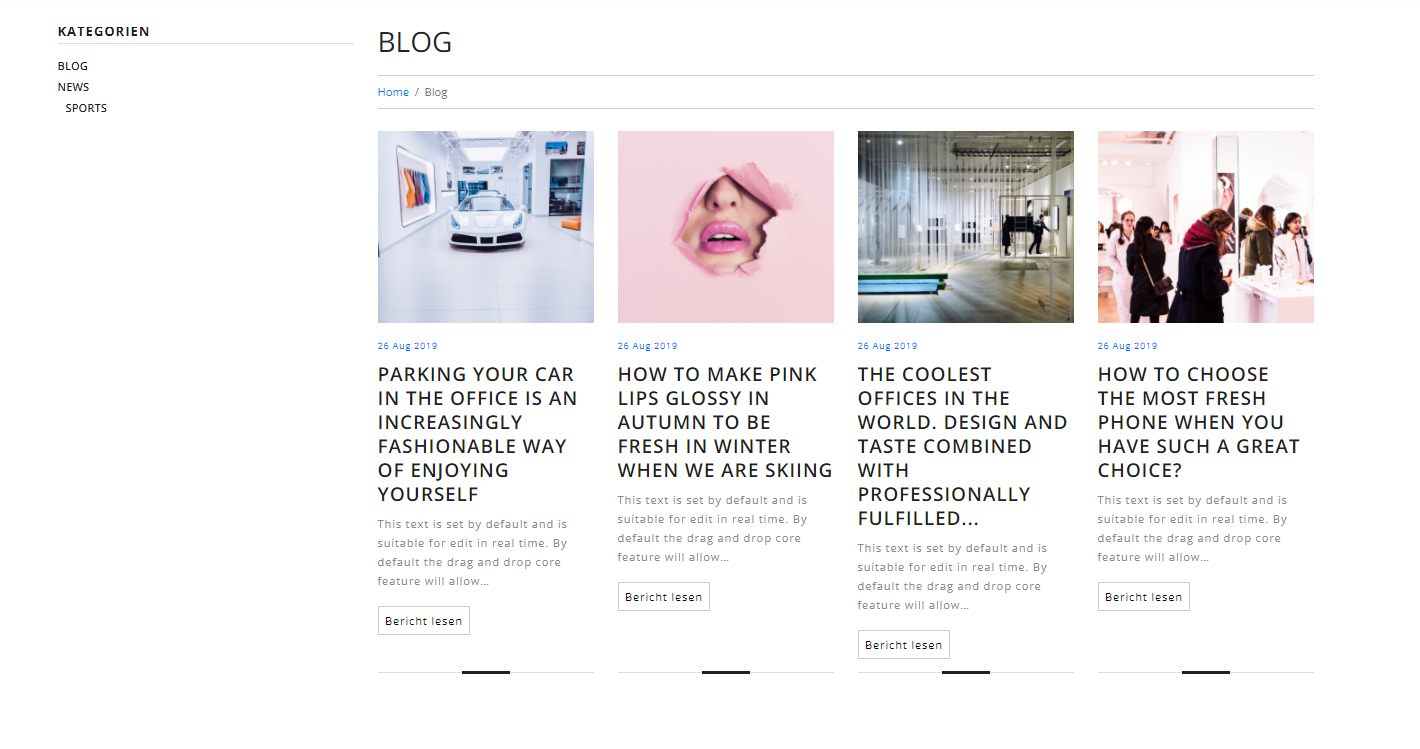 KATEGORIEN
BLOG
NEWS
SPORTS
BLOG
Home / Blog
26 Aug 2019
PARKING YOUR CAR
IN THE OFFICE IS AN
INCREASINGLY
FASHIONABLE WAY
OF ENJOYING
YOURSELF
This text is set by default and is
suitable for edit in real time. By
default the drag and drop core
feature will allow...
Bericht lesen
26 Aug 2019
HOW TO MAKE PINK
LIPS GLOSSY IN
AUTUMN TO BE
FRESH IN WINTER
WHEN WE ARE SKIING
This text is set by default and is
suitable for edit in real time. By
default the drag and drop core
feature will allow...
Bericht lesen
26 Aug 2019
THE COOLEST
OFFICES IN THE
WORLD. DESIGN AND
TASTE COMBINED
WITH
PROFESSIONALLY
FULFILLED...
This text is set by default and is
suitable for edit in real time. By
default the drag and drop core
feature will allow...
Bericht lesen
26 Aug 2019
HOW TO CHOOSE
THE MOST FRESH
PHONE WHEN YOU
HAVE SUCH A GREAT
CHOICE?
This text is set by default and is
suitable for edit in real time. By
default the drag and drop core
feature will allow...
Bericht lesen